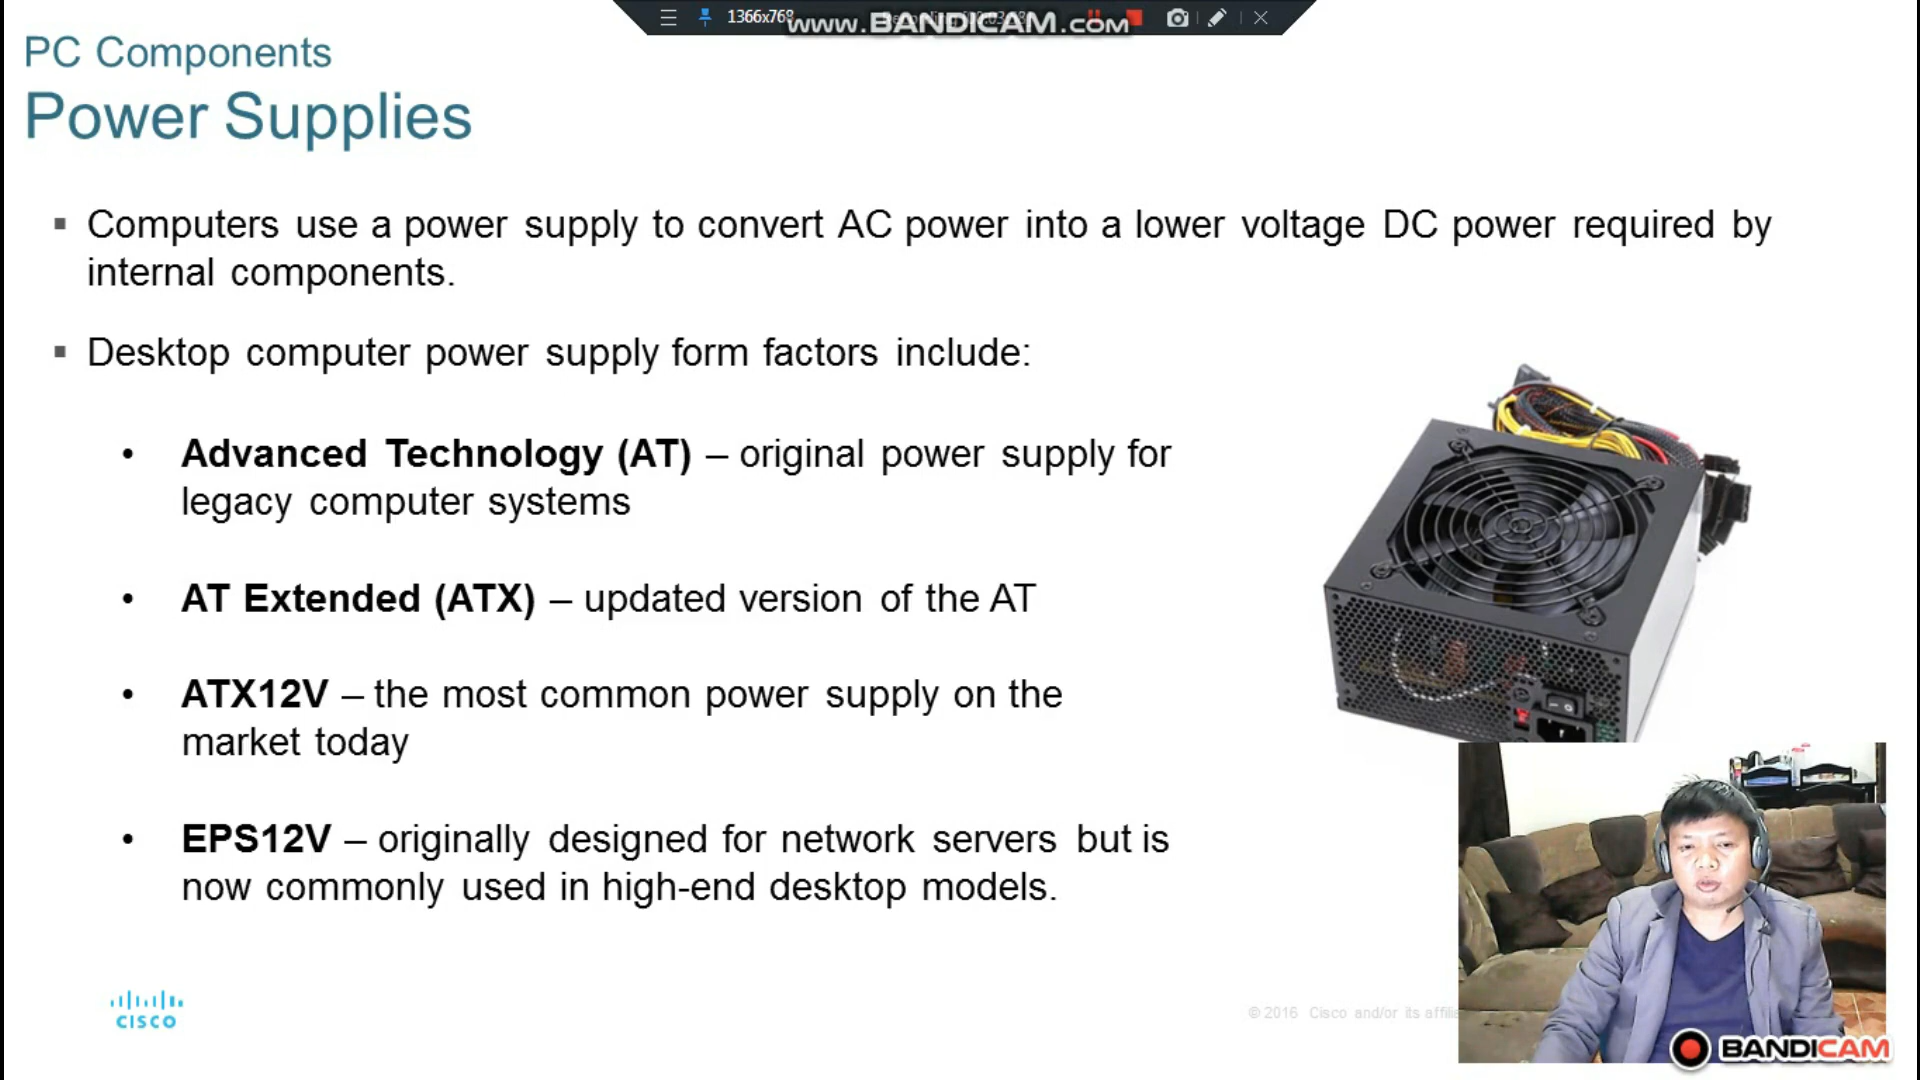 1366x768
www.BANDICAM.com
PC Components
Power Supplies
Computers use a power supply to convert AC power into a lower voltage DC power required by
internal components.
Desktop computer power supply form factors include:
• Advanced Technology (AT) – original power supply for
legacy computer systems
• AT Extended (ATX) – updated version of the AT
• ATX12V – the most common power supply on the
market today
• EPS12V – originally designed for network servers but is
now commonly used in high-end desktop models.
CISCO
© 2016 Cisco and/or its
BANDICAM